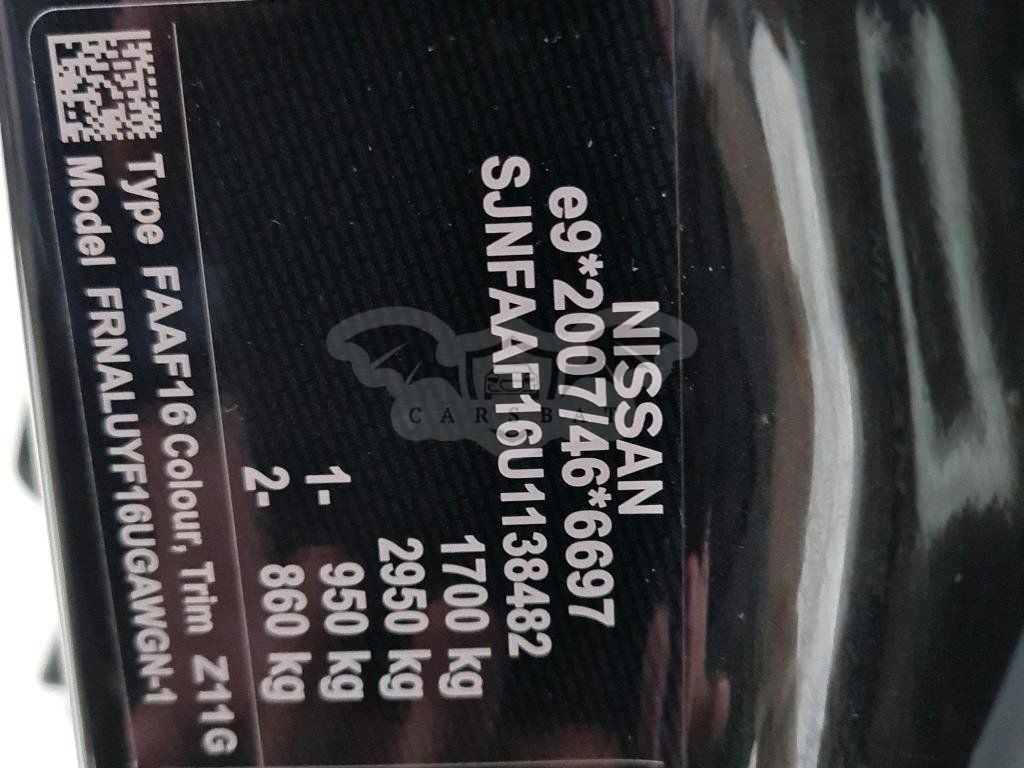 NISSAN
e9*2007/46*6697
SJNFAAF16U1138482
1700 kg
2950 kg
1- 950 kg
2- 860 kg
Type FAAF16 Colour, Trim Z11G
Model FRNALUYF16UGAWGN-1
CARSBAT